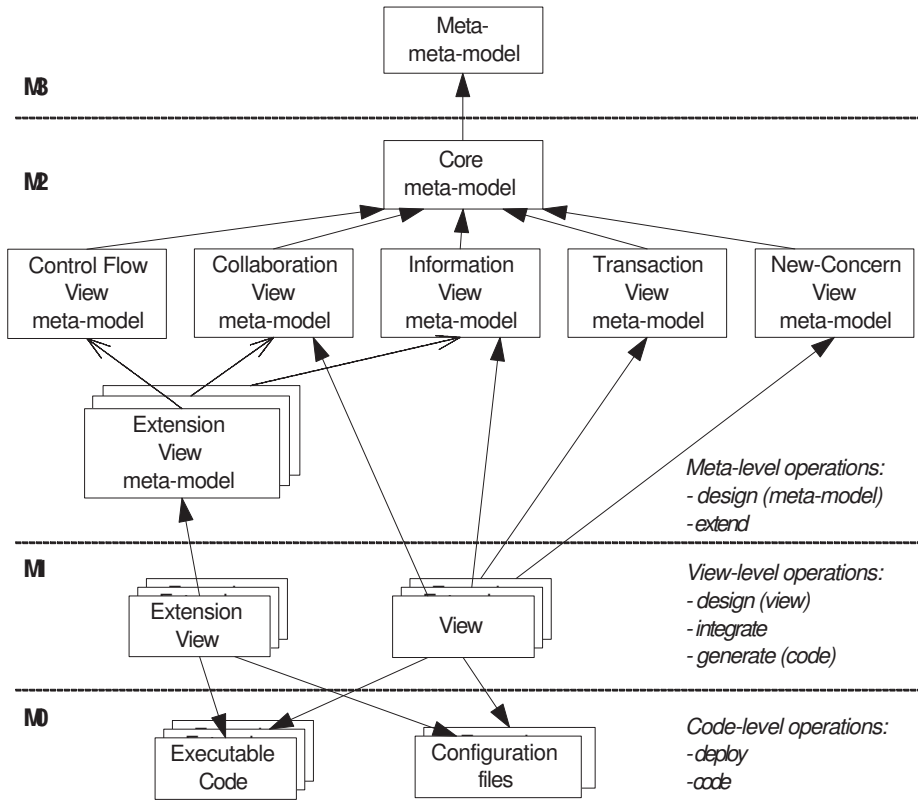 Meta-
meta-model
M3
Core
meta-model
M2
Control Flow
View
meta-model
Collaboration
View
meta-model
Information
View
meta-model
Transaction
View
meta-model
New-Concern
View
meta-model
Extension
View
meta-model
Meta-level operations:
- design (meta-model)
- extend
M1
Extension
View
View
View-level operations:
- design (view)
- integrate
- generate (code)
M0
Executable
Code
Configuration
files
Code-level operations:
- deploy
- code